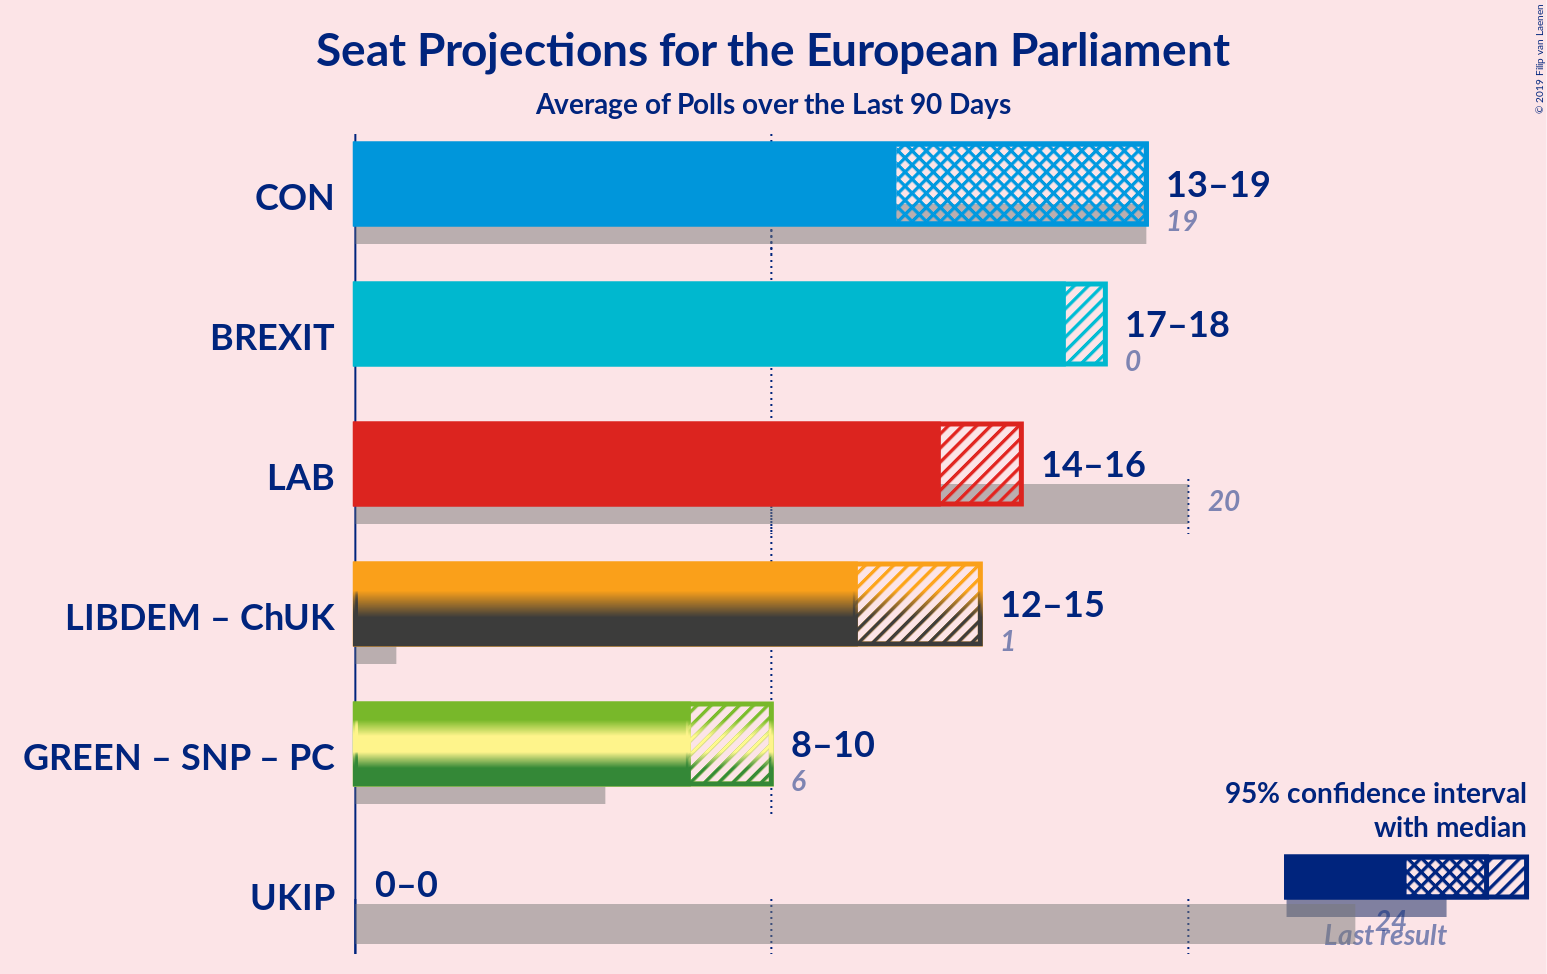 Seat Projections for the European Parliament
Average of Polls over the Last 90 Days
© 2019 Filip van Laenen
CON
13–19
19
BREXIT
17–18
0
LAB
14–16
20
LIBDEM – ChUK
12–15
1
GREEN – SNP – PC
8–10
6
95% confidence interval
with median
UKIP
0–0
24
Last result